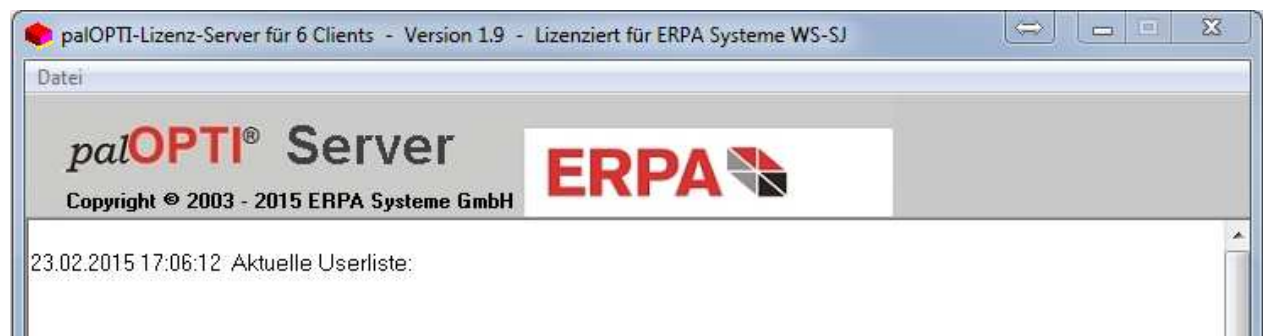 palOPTI-Lizenz-Server für 6 Clients - Version 1.9 - Lizenziert für ERPA Systeme WS-SJ
Datei
palOPTI® Server
ERPA
Copyright © 2003 - 2015 ERPA Systeme GmbH
23.02.2015 17:06:12 Aktuelle Userliste: